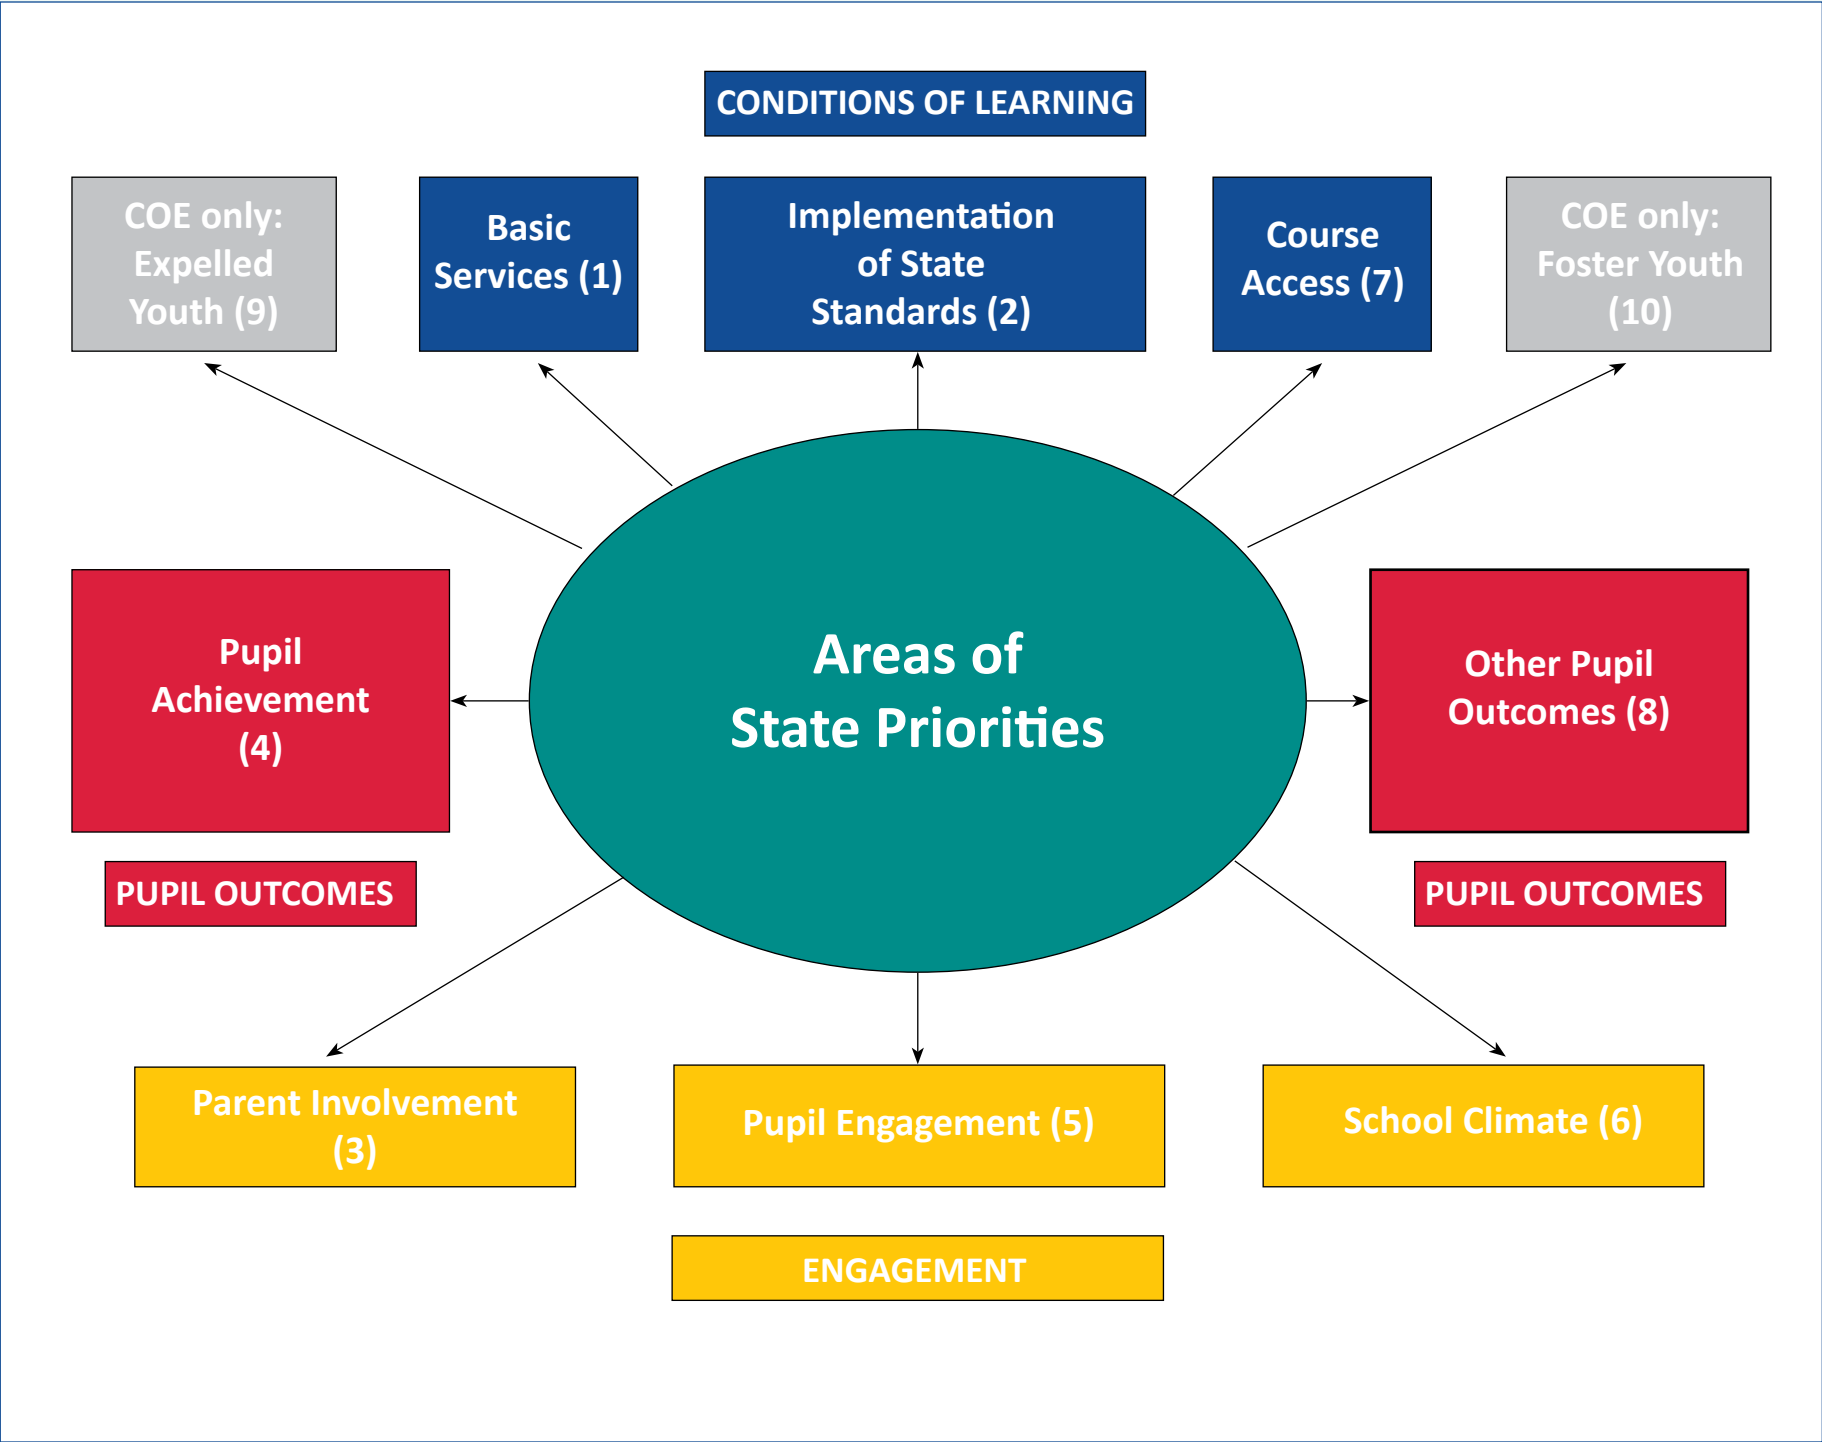 CONDITIONS OF LEARNING
COE only:
Expelled
Youth (9)
Basic
Services (1)
Implementation
of State
Standards (2)
Course
Access (7)
COE only:
Foster Youth
(10)
Pupil
Achievement
(4)
Areas of
State Priorities
Other Pupil
Outcomes (8)
PUPIL OUTCOMES
PUPIL OUTCOMES
Parent Involvement
(3)
Pupil Engagement (5)
School Climate (6)
ENGAGEMENT